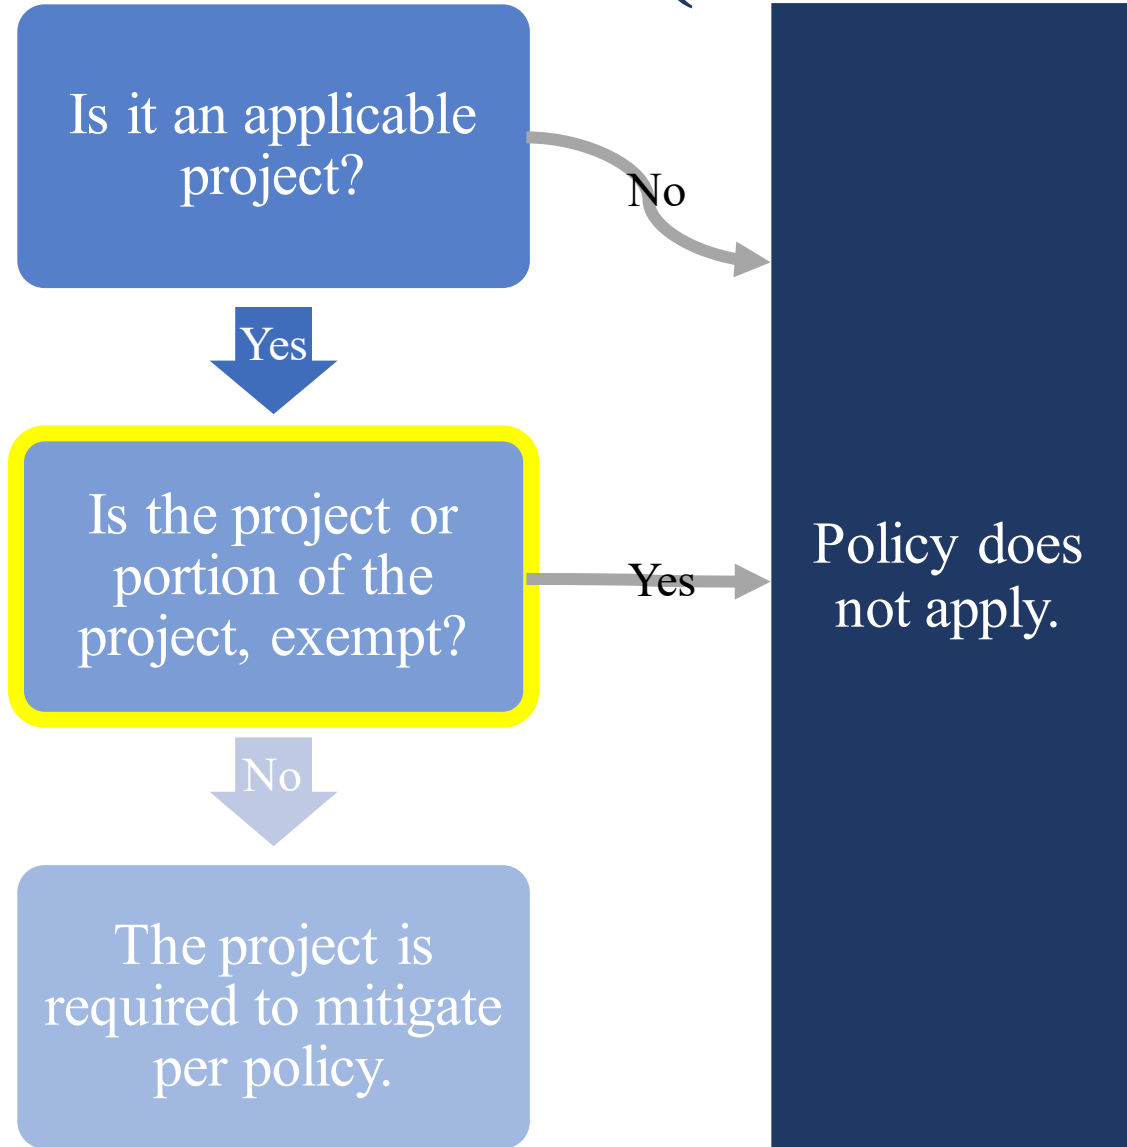 Is it an applicable
project?
No
Yes
Is the project or
portion of the
project, exempt?
Yes
Policy does
not apply.
No
The project is
required to mitigate
per policy.